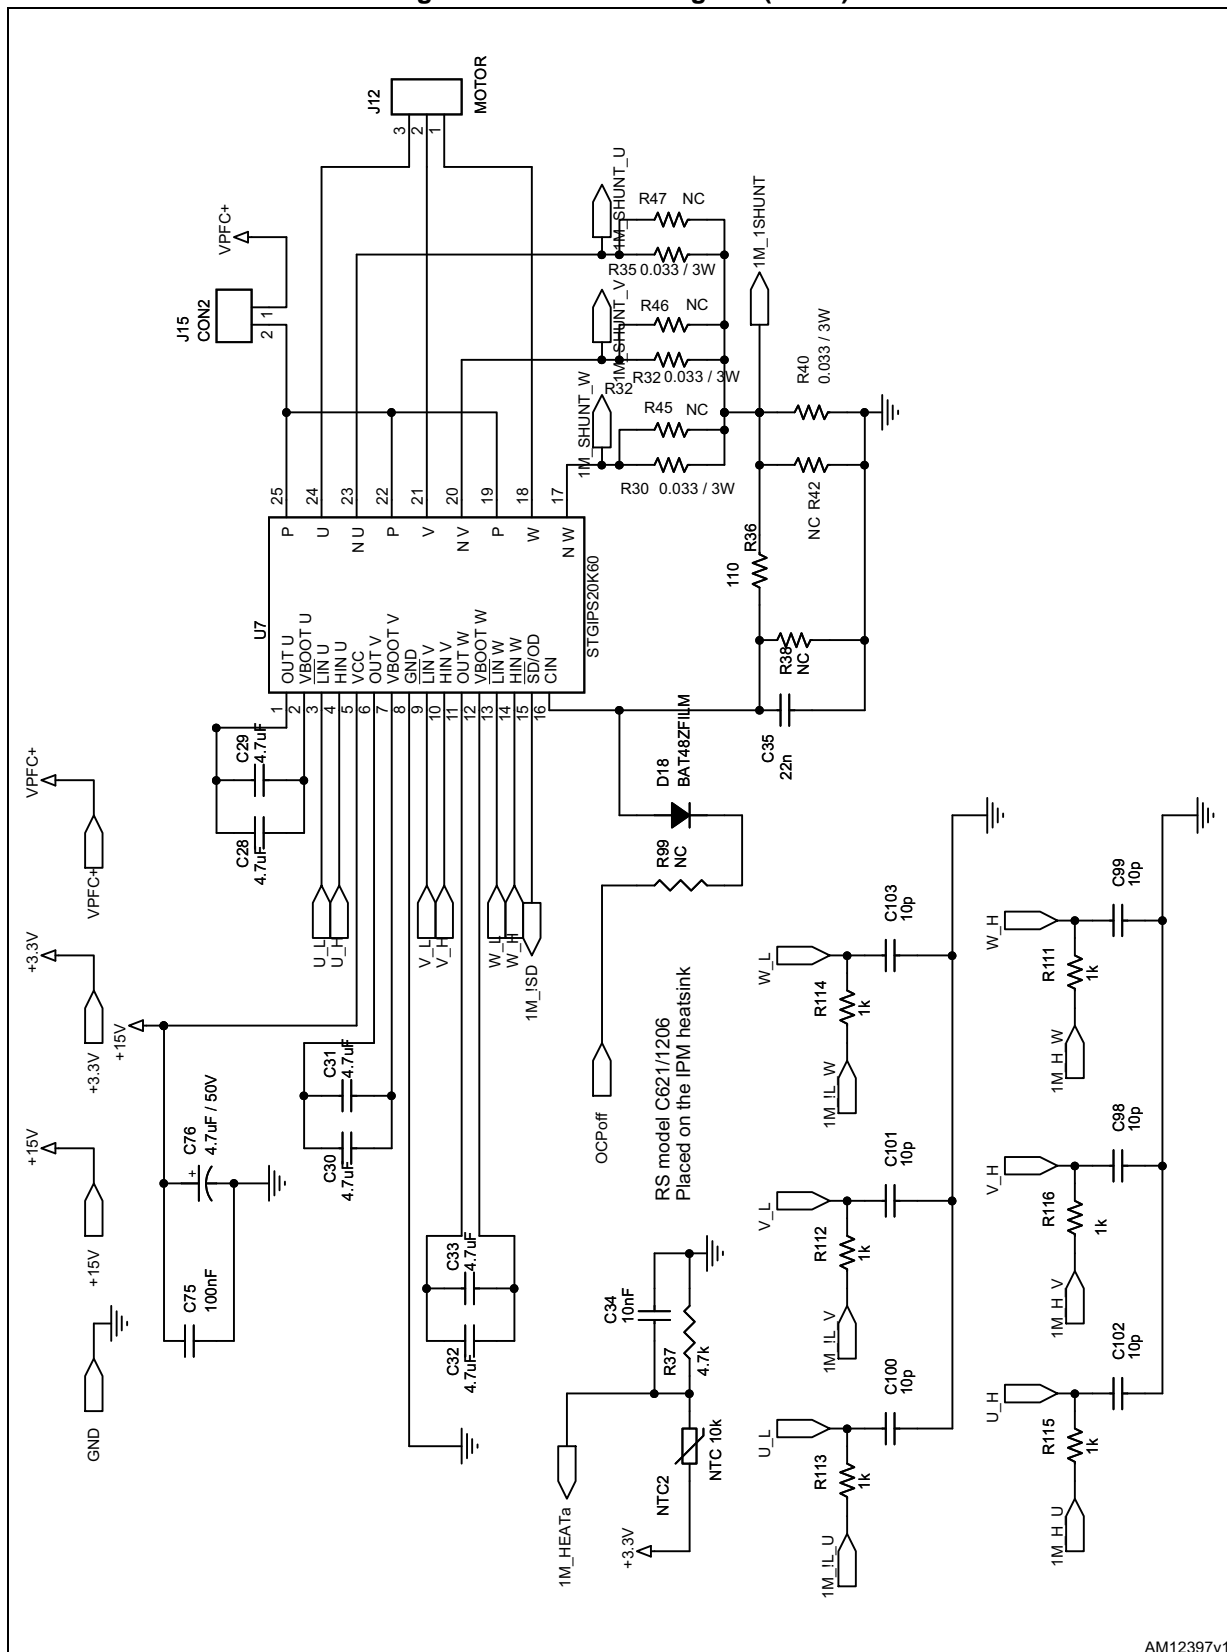 J12
MOTOR
3
2
1
VPFC+
J15
CON2
1
2
1M_SHUNT_U
R47 NC
R35 0.033 / 3W
1M_SHUNT_V
R46 NC
R32 0.033 / 3W
R32
1M_SHUNT_W
R45 NC
R30 0.033 / 3W
1M_1SHUNT
R40
0.033 / 3W
NC R42
R36
110
R38
NC
C35
22n
25 P
24 U
23 N U
22 P
21 V
20 N V
19 P
18 W
17 N W
U7
STGIPS20K60
1 OUT U
2 VBOOT U
3 LIN U
4 HIN U
5 VCC
6 OUT V
7 VBOOT V
8 GND
9 LIN V
10 HIN V
11 OUT W
12 VBOOT W
13 LIN W
14 HIN W
15 SD/OD
16 CIN
C29
4.7uF
C28
4.7uF
U_L
U_H
V_L
V_H
W_L
W_H
1M_!SD
D18
BAT48ZFILM
R99
NC
OCPoff
VPFC+
VPFC+
+3.3V
+3.3V
+15V
+15V
+15V
GND
C76
4.7uF / 50V
+
C75
100nF
C31
4.7uF
C30
4.7uF
C33
4.7uF
C32
4.7uF
RS model C621/1206
Placed on the IPM heatsink
C34
10nF
R37
4.7k
1M_HEATa
NTC2
NTC 10k
+3.3V
W_L
C103
10p
R114
1k
1M_!L_W
V_L
C101
10p
R112
1k
1M_!L_V
U_L
C100
10p
R113
1k
1M_!L_U
W_H
C99
10p
R111
1k
1M_H_W
V_H
C98
10p
R116
1k
1M_H_V
U_H
C102
10p
R115
1k
1M_H_U
AM12397v1